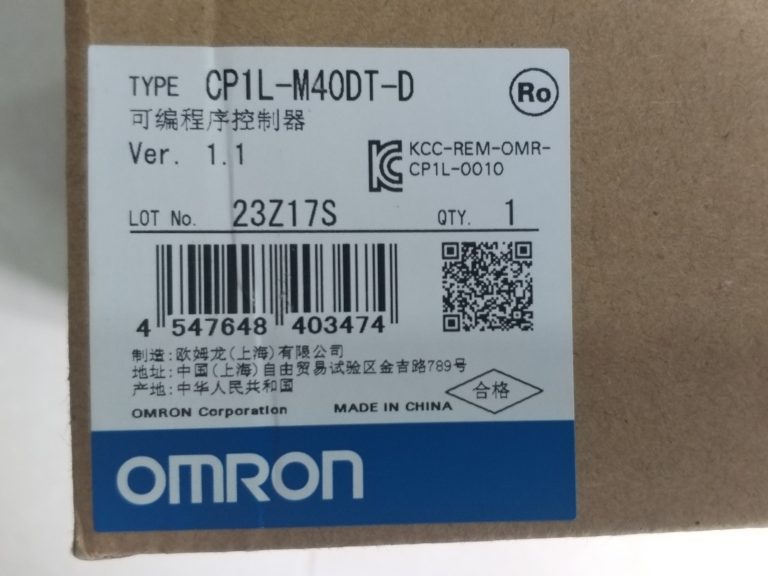 TYPE CP1L-M40DT-D
Ro
可编程序控制器
Ver. 1.1
KCC-REM-OMR-
CP1L-0010
LOT No. 23Z17S QTY. 1
4 547648 403474
制造:欧姆龙(上海)有限公司
地址:中国(上海)自由贸易试验区金吉路789号
产地:中华人民共和国
合格
OMRON Corporation MADE IN CHINA
OMRON